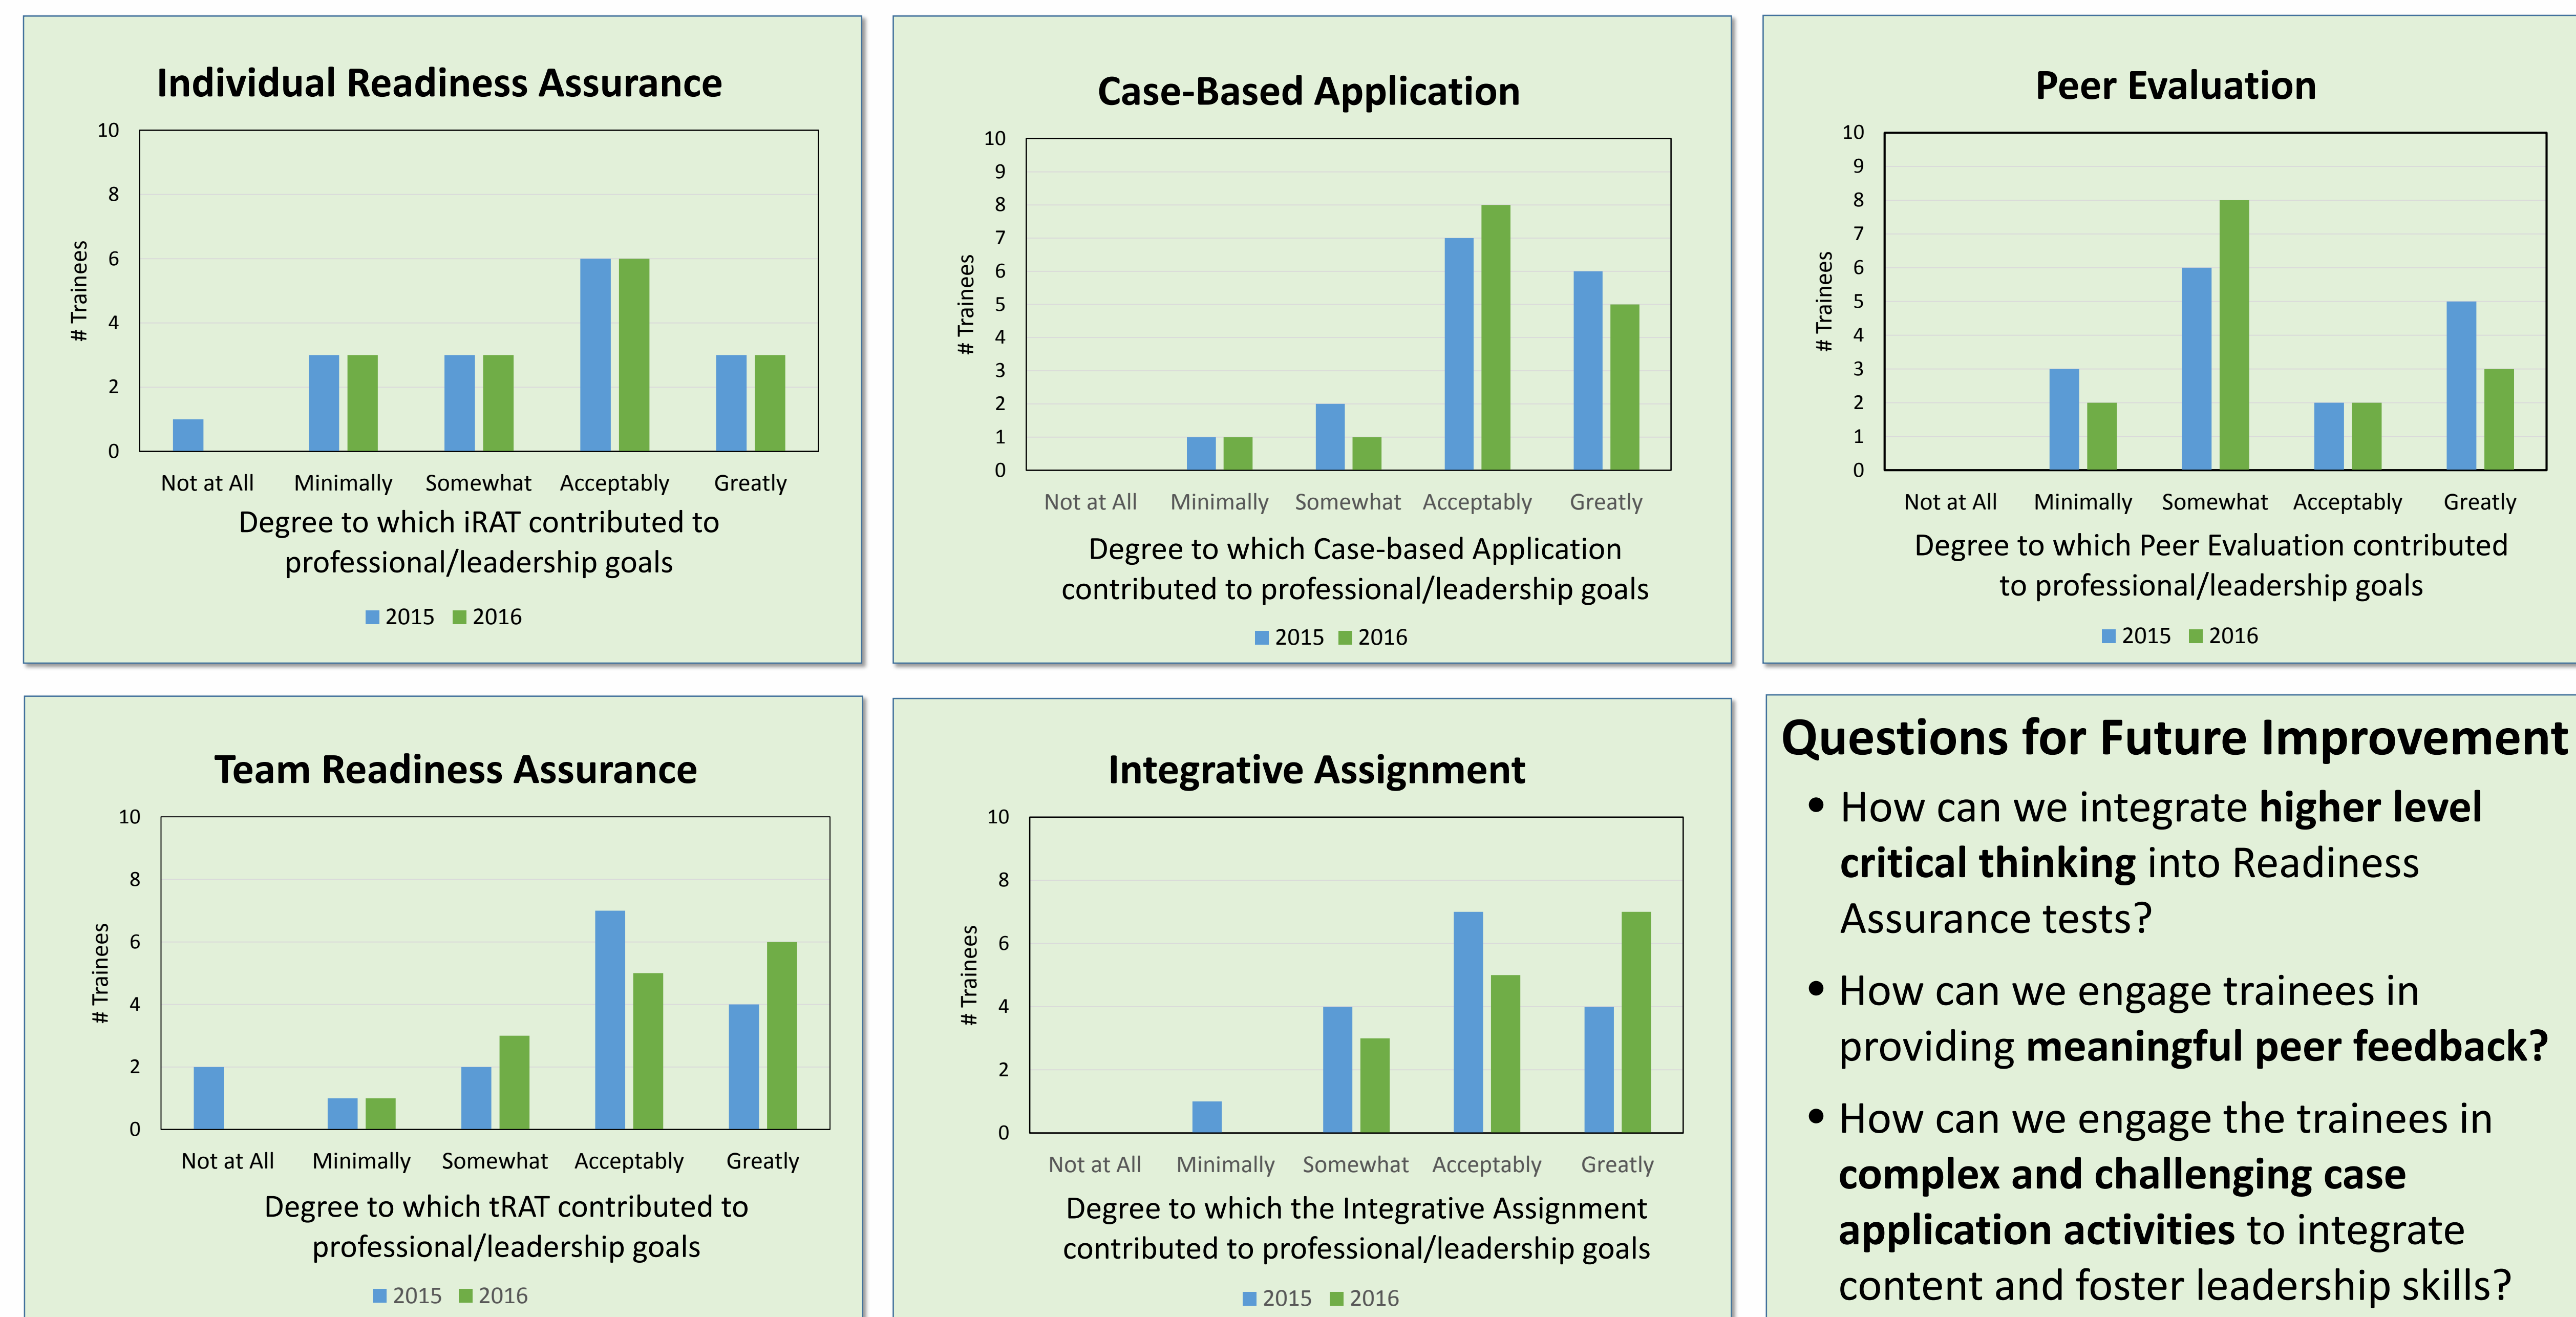 Individual Readiness Assurance
10
8
6
4
2
0
# Trainees
Not at All Minimally Somewhat Acceptably Greatly
Degree to which iRAT contributed to
professional/leadership goals
2015 2016
Case-Based Application
10
9
8
7
6
5
4
3
2
1
0
# Trainees
Not at All Minimally Somewhat Acceptably Greatly
Degree to which Case-based Application
contributed to professional/leadership goals
2015 2016
Peer Evaluation
10
9
8
7
6
5
4
3
2
1
0
# Trainees
Not at All Minimally Somewhat Acceptably Greatly
Degree to which Peer Evaluation contributed
to professional/leadership goals
2015 2016
Team Readiness Assurance
10
8
6
4
2
0
# Trainees
Not at All Minimally Somewhat Acceptably Greatly
Degree to which tRAT contributed to
professional/leadership goals
2015 2016
Integrative Assignment
10
8
6
4
2
0
# Trainees
Not at All Minimally Somewhat Acceptably Greatly
Degree to which the Integrative Assignment
contributed to professional/leadership goals
2015 2016
Questions for Future Improvement
• How can we integrate higher level
critical thinking into Readiness
Assurance tests?
• How can we engage trainees in
providing meaningful peer feedback?
• How can we engage the trainees in
complex and challenging case
application activities to integrate
content and foster leadership skills?